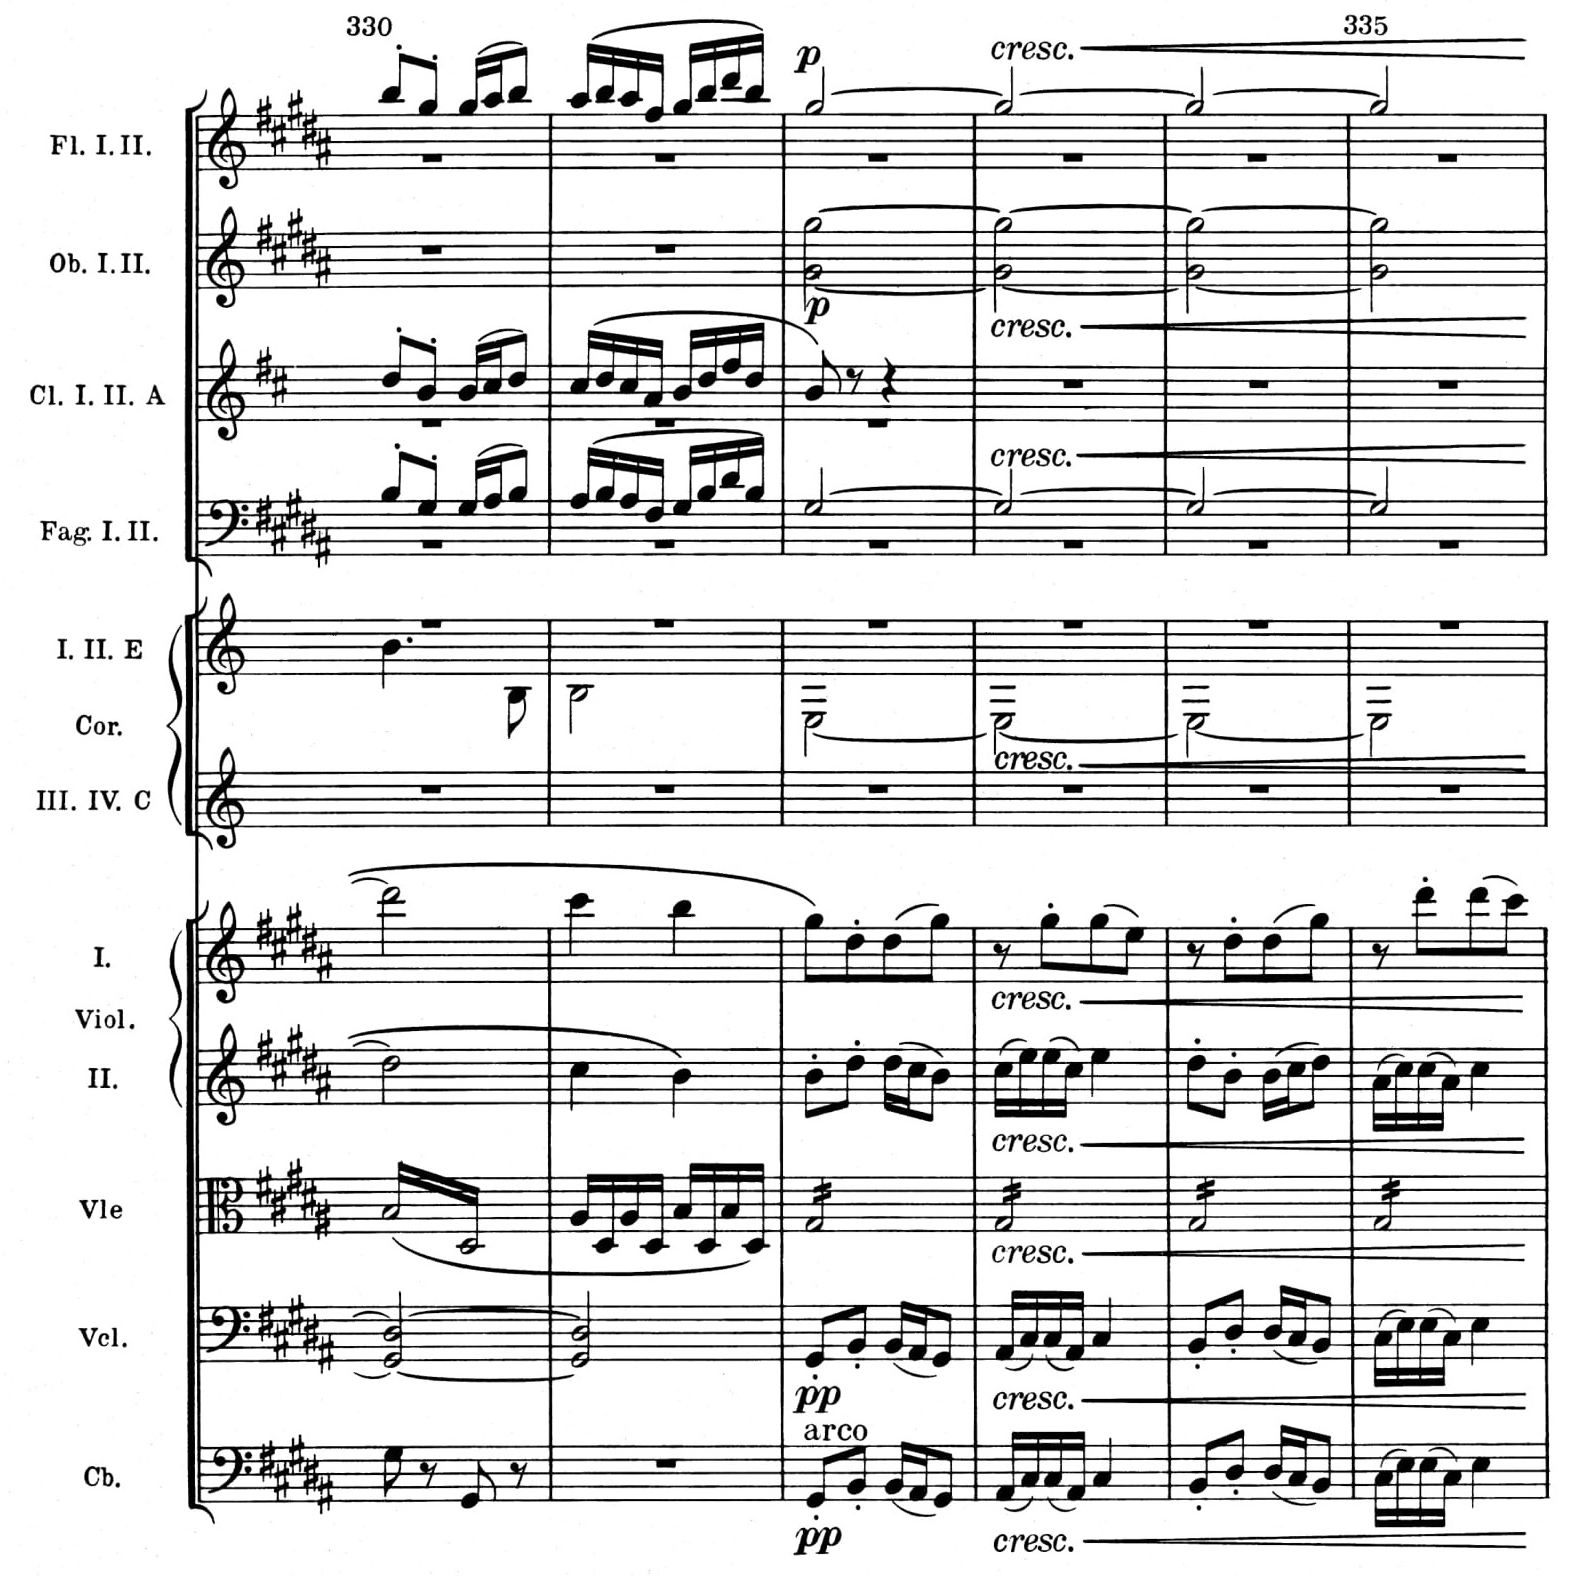 330 335
p cresc.
Fl. I. II.
Ob. I. II.
p cresc.
Cl. I. II. A
cresc.
Fag. I. II.
I. II. E
Cor.
cresc.
III. IV. C
I.
cresc.
Viol.
II.
cresc.
Vle
cresc.
Vcl.
pp cresc.
arco
Cb.
pp cresc.